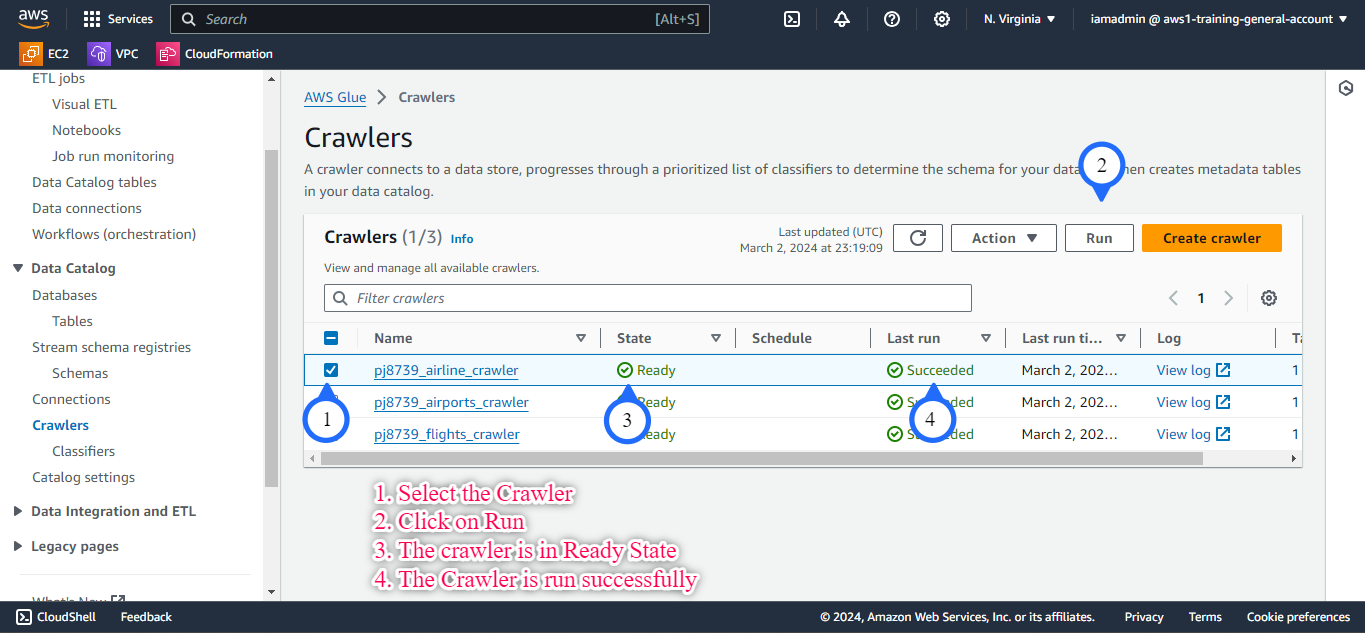 aws
Services
Search
[Alt+S]
N. Virginia
iamadmin @ aws1-training-general-account
EC2
VPC
CloudFormation
ETL jobs
Visual ETL
Notebooks
Job run monitoring
Data Catalog tables
Data connections
Workflows (orchestration)
Data Catalog
Databases
Tables
Stream schema registries
Schemas
Connections
Crawlers
Classifiers
Catalog settings
Data Integration and ETL
Legacy pages
What's New
AWS Glue > Crawlers
Crawlers
A crawler connects to a data store, progresses through a prioritized list of classifiers to determine the schema for your data, then creates metadata tables
in your data catalog.
2
Crawlers (1/3) Info
Last updated (UTC)
March 2, 2024 at 23:19:09
Action
Run
Create crawler
View and manage all available crawlers.
Filter crawlers
1
Name State Schedule Last run Last run ti... Log
pj8739_airline_crawler Ready Succeeded March 2, 202... View log 1
pj8739_airports_crawler Ready Succeeded March 2, 202... View log 1
pj8739_flights_crawler Ready Succeeded March 2, 202... View log 1
1
3
4
1. Select the Crawler
2. Click on Run
3. The crawler is in Ready State
4. The Crawler is run successfully
CloudShell
Feedback
© 2024, Amazon Web Services, Inc. or its affiliates.
Privacy
Terms
Cookie preferences